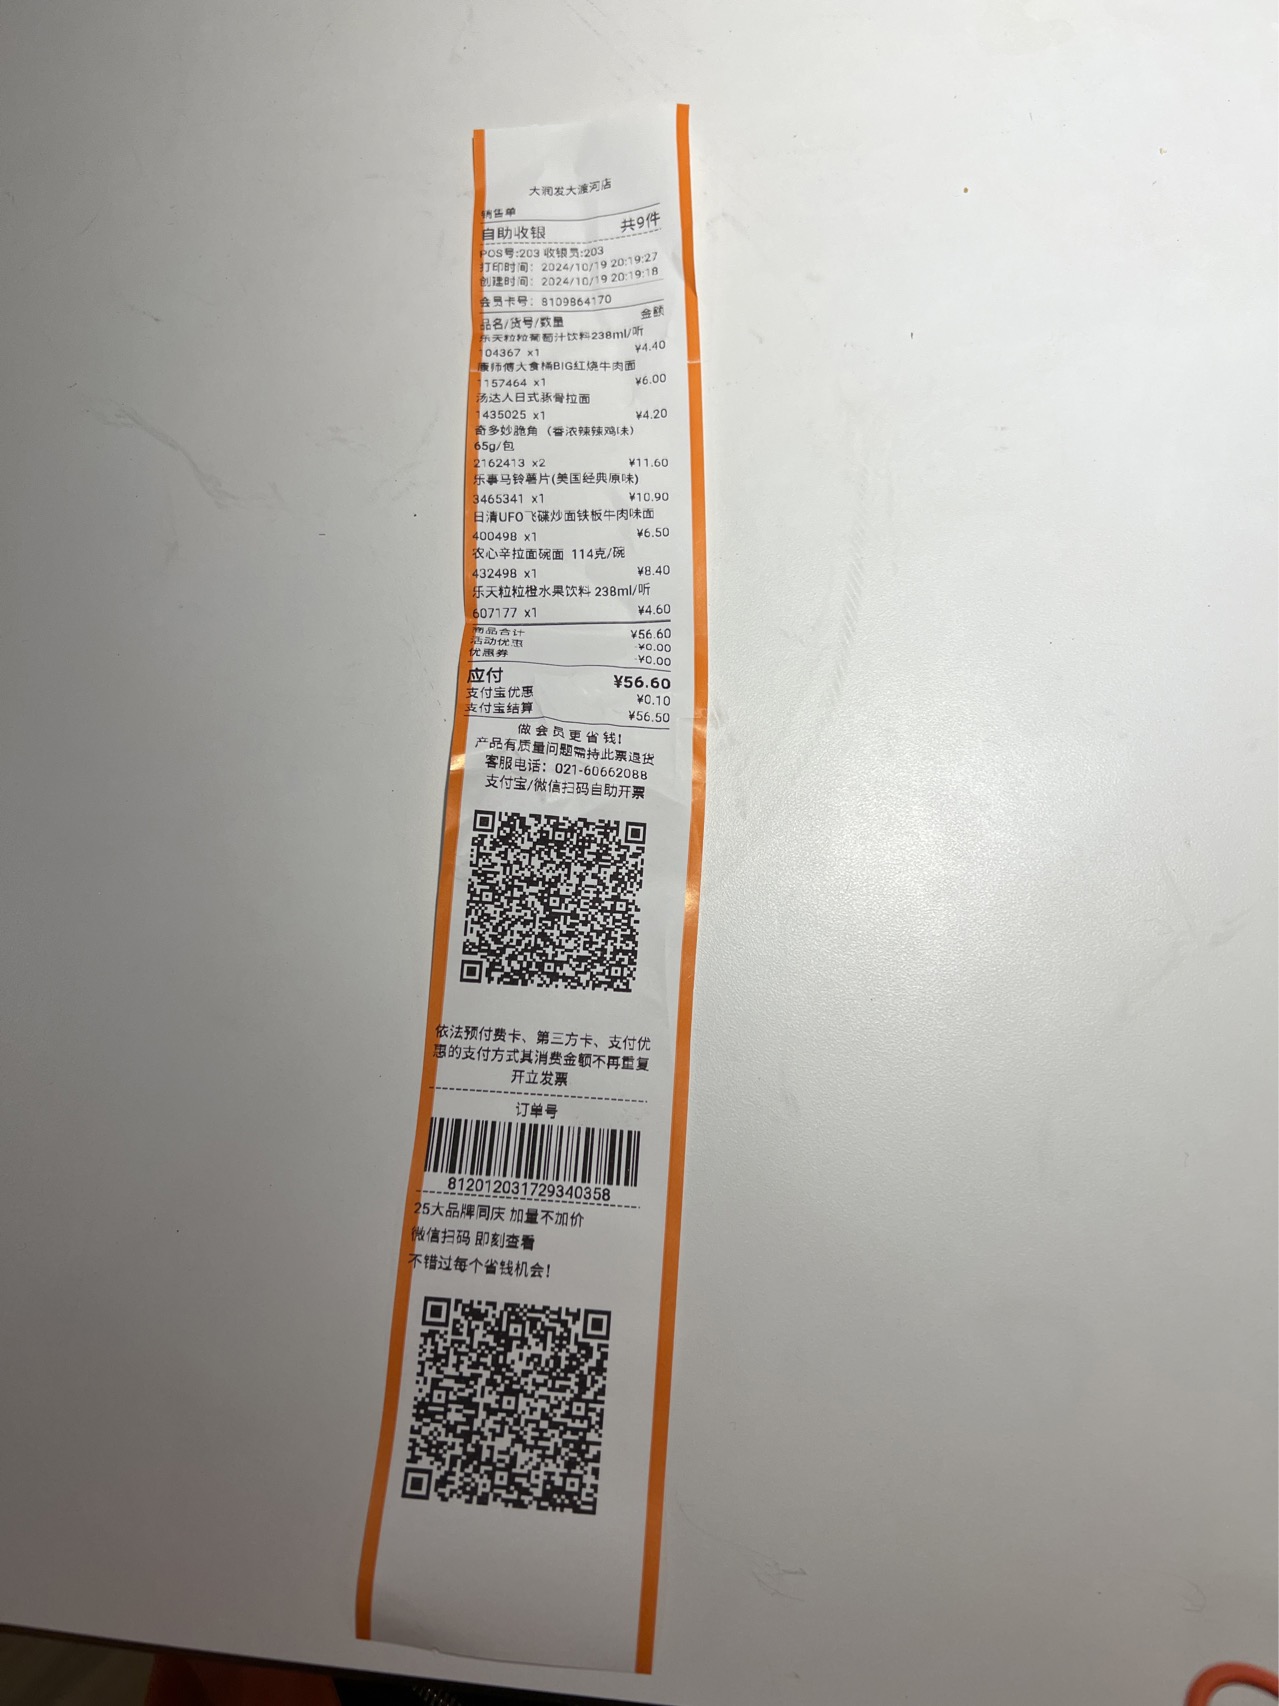 大润发大渡河店
销售单
自助收银 共9件
POS号:203 收银员:203
打印时间：2024/10/19 20:19:27
创建时间：2024/10/19 20:19:18
会员卡号：8109864170
品名/货号/数量 金额
乐天粒粒葡萄汁饮料238ml/听
104367 x1 ¥4.40
康师傅大食桶BIG红烧牛肉面
1157464 x1 ¥6.00
汤达人日式豚骨拉面
1435025 x1 ¥4.20
奇多妙脆角（香浓辣辣鸡味）
65g/包
2162413 x2 ¥11.60
乐事马铃薯片(美国经典原味)
3465341 x1 ¥10.90
日清UFO飞碟炒面铁板牛肉味面
400498 x1 ¥6.50
农心辛拉面碗面 114克/碗
432498 x1 ¥8.40
乐天粒粒橙水果饮料 238ml/听
607177 x1 ¥4.60
商品合计 ¥56.60
活动优惠 -¥0.00
优惠券 -¥0.00
应付 ¥56.60
支付宝优惠 ¥0.10
支付宝结算 ¥56.50
做会员更省钱!
产品有质量问题需持此票退货
客服电话：021-60662088
支付宝/微信扫码自助开票
依法预付费卡、第三方卡、支付优
惠的支付方式其消费金额不再重复
开立发票
订单号
812012031729340358
25大品牌同庆 加量不加价
微信扫码 即刻查看
不错过每个省钱机会!